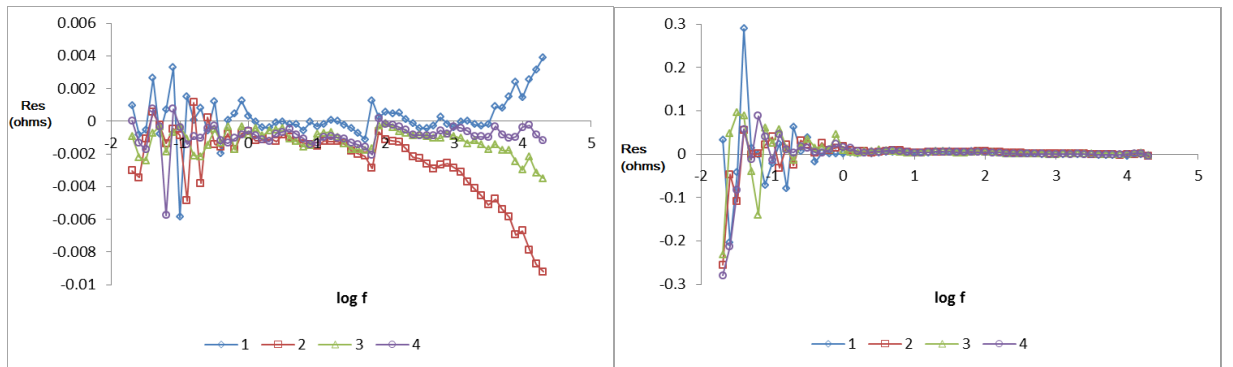 0.006
0.004
0.002
0
-0.002
-0.004
-0.006
-0.008
-0.01
Res
(ohms)
-2 -1 0 1 2 3 4 5
log f
1 2 3 4
0.3
0.2
0.1
0
-0.1
-0.2
-0.3
Res
(ohms)
-2 -1 0 1 2 3 4 5
log f
1 2 3 4